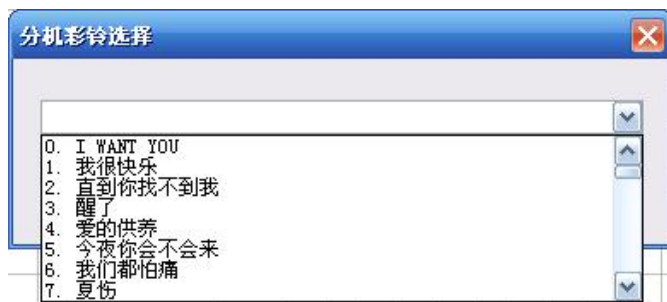 分机彩铃选择
0. I WANT YOU
1. 我很快乐
2. 直到你找不到我
3. 醒了
4. 爱的供养
5. 今夜你会不会来
6. 我们都怕痛
7. 夏伤